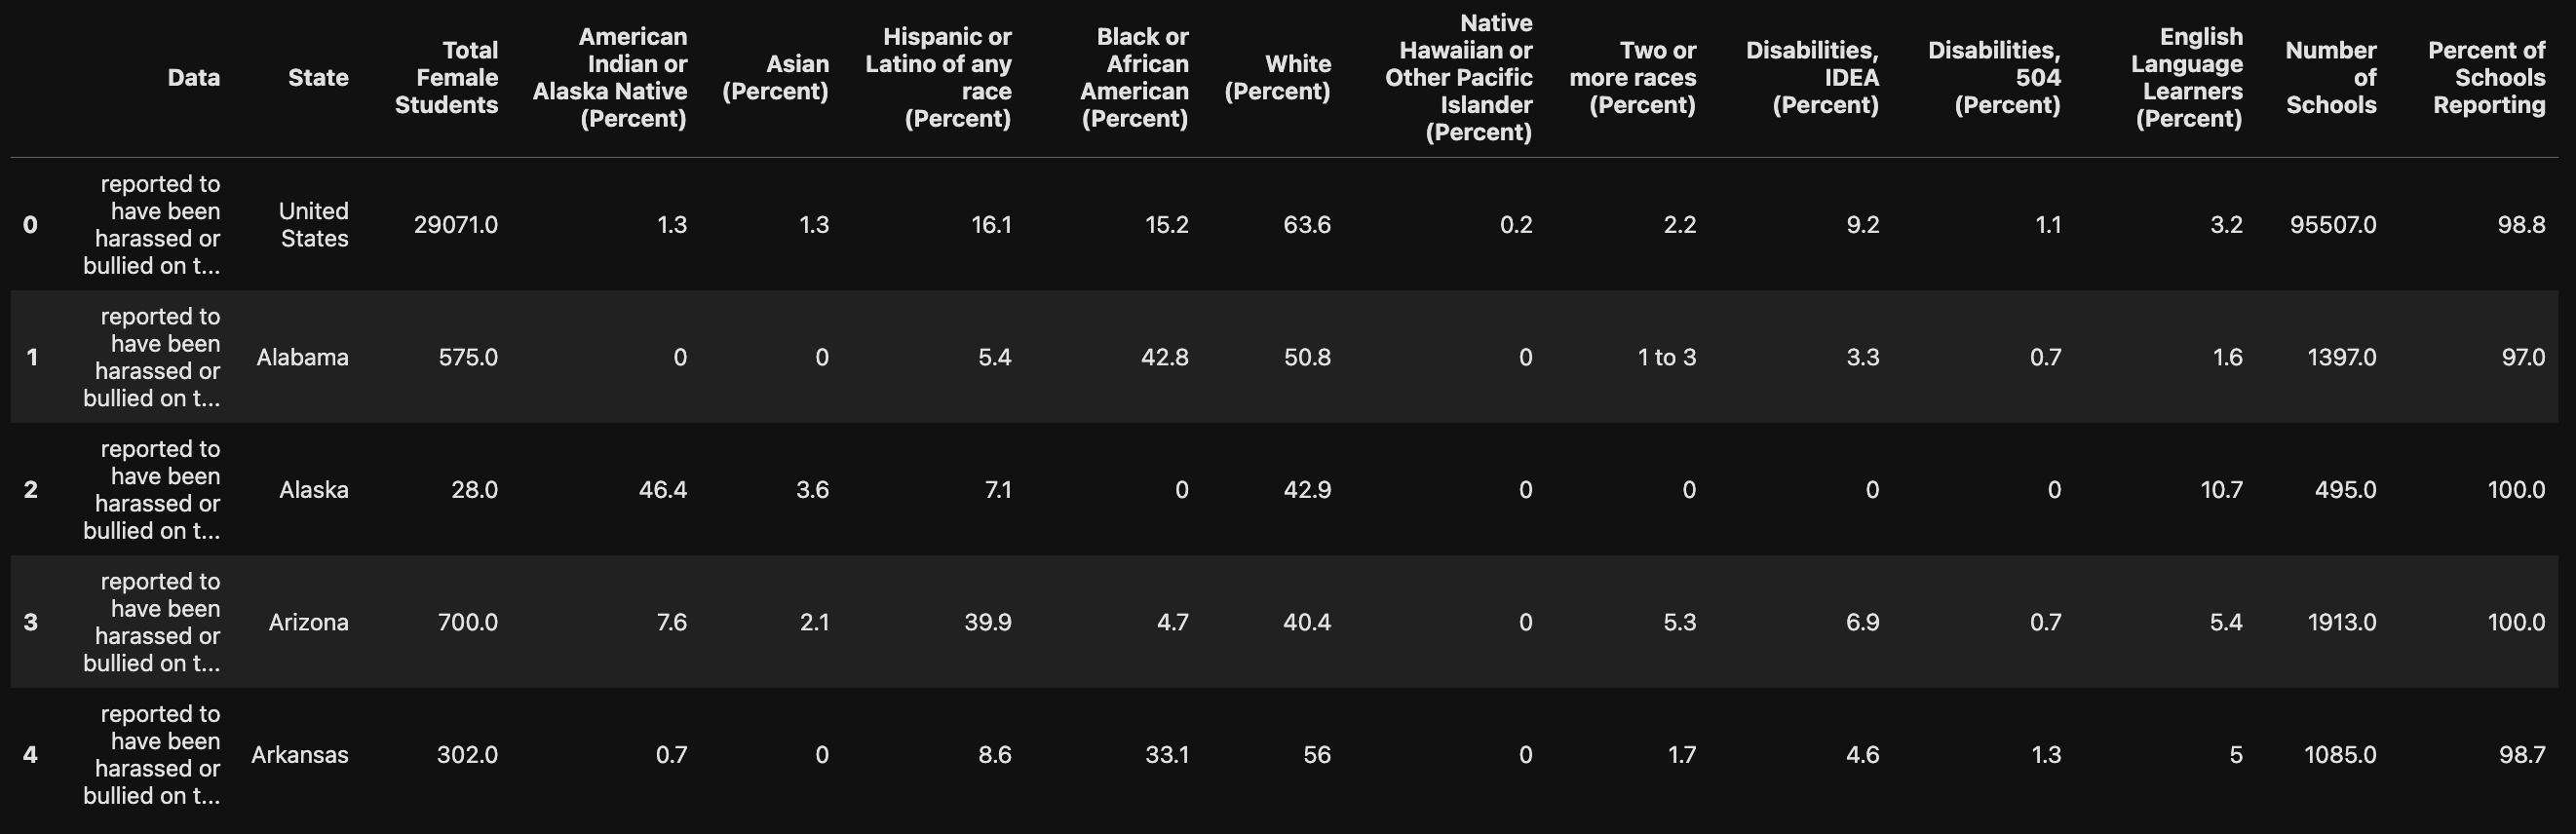 Data State Total Female Students American Indian or Alaska Native (Percent) Asian (Percent) Hispanic or Latino of any race (Percent) Black or African American (Percent) White (Percent) Native Hawaiian or Other Pacific Islander (Percent) Two or more races (Percent) Disabilities, IDEA (Percent) Disabilities, 504 (Percent) English Language Learners (Percent) Number of Schools Percent of Schools Reporting
0 reported to have been harassed or bullied on t... United States 29071.0 1.3 1.3 16.1 15.2 63.6 0.2 2.2 9.2 1.1 3.2 95507.0 98.8
1 reported to have been harassed or bullied on t... Alabama 575.0 0 0 5.4 42.8 50.8 0 1 to 3 3.3 0.7 1.6 1397.0 97.0
2 reported to have been harassed or bullied on t... Alaska 28.0 46.4 3.6 7.1 0 42.9 0 0 0 0 10.7 495.0 100.0
3 reported to have been harassed or bullied on t... Arizona 700.0 7.6 2.1 39.9 4.7 40.4 0 5.3 6.9 0.7 5.4 1913.0 100.0
4 reported to have been harassed or bullied on t... Arkansas 302.0 0.7 0 8.6 33.1 56 0 1.7 4.6 1.3 5 1085.0 98.7